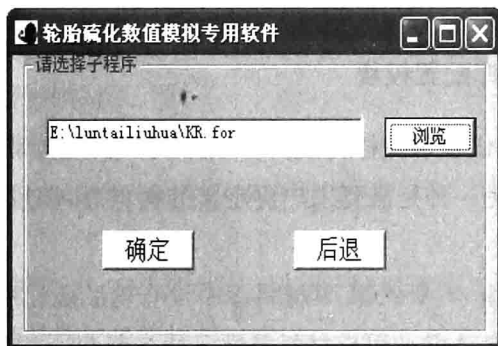 轮胎硫化数值模拟专用软件
请选择子程序
E:\luntailiuhua\KR.for
浏览
确定
后退